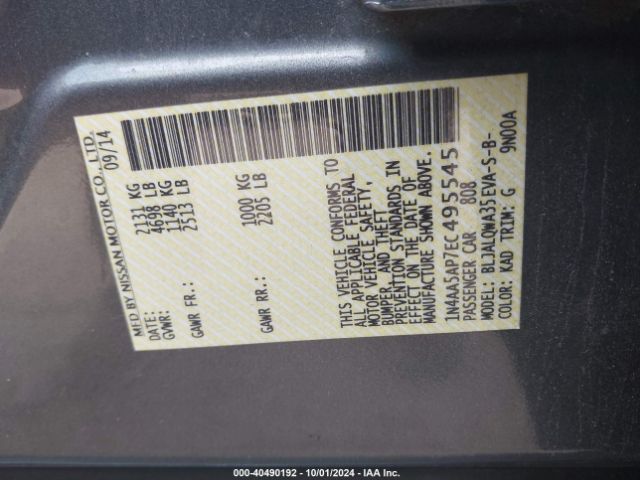 MFD BY NISSAN MOTOR CO., LTD.
DATE: 09/14
GVWR: 2131 KG
4698 LB
GAWR FR.: 1140 KG
2513 LB
GAWR RR.: 1000 KG
2205 LB
THIS VEHICLE CONFORMS TO
ALL APPLICABLE FEDERAL
MOTOR VEHICLE SAFETY,
BUMPER, AND THEFT
PREVENTION STANDARDS IN
EFFECT ON THE DATE OF
MANUFACTURE SHOWN ABOVE.
1N4AA5AP7EC495545
PASSENGER CAR 808
MODEL: BLJALQWA35EVA-S-B-
COLOR: KAD TRIM: G 9N00A
000-40490192 - 10/01/2024 - IAA Inc.